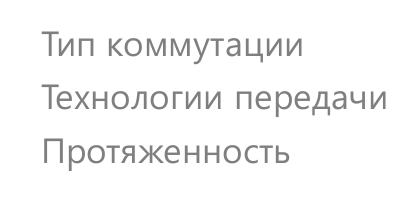 Тип коммутации
Технологии передачи
Протяженность